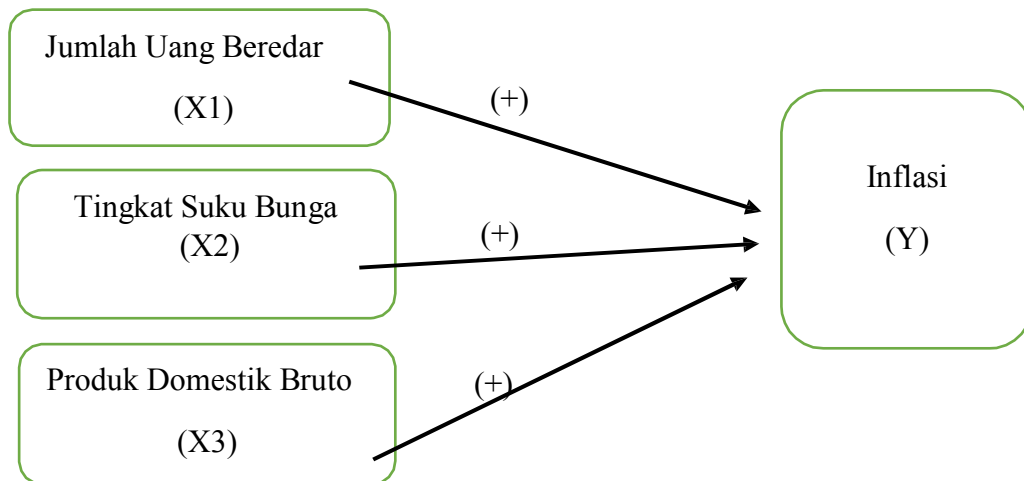 Jumlah Uang Beredar
(X1)
(+)
Tingkat Suku Bunga
(X2)
(+)
Produk Domestik Bruto
(X3)
(+)
Inflasi
(Y)